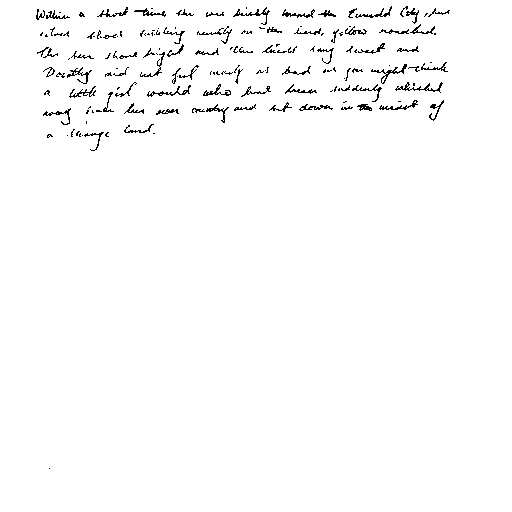 Within a short time she was briskly toward the Emerald City, her
silver shoes tinkling merrily on the hard, yellow roadbed.
The sun shone bright and the birds sang sweet and
Dorothy did not feel nearly as bad as you might think
a little girl would who had been suddenly whisked
away from her own country and set down in the midst of
a strange land.